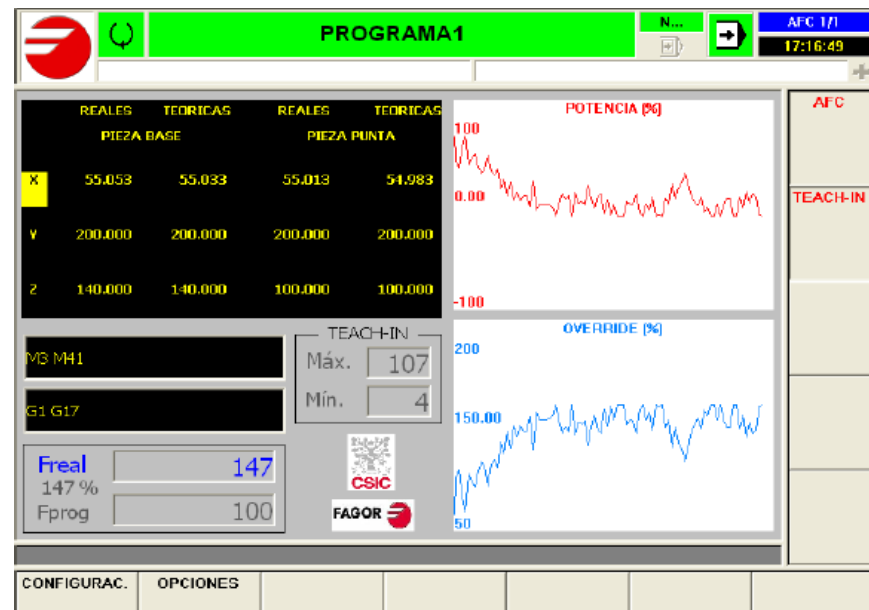 PROGRAMA1
N...
AFC 1/1
17:16:49
REALES TEORICAS REALES TEORICAS
PIEZA BASE PIEZA PUNTA
X 55.053 55.033 55.013 54.983
Y 200.000 200.000 200.000 200.000
Z 140.000 140.000 100.000 100.000
M3 M41
G1 G17
TEACH-IN
Máx. 107
Mín. 4
Freal 147
147 %
Fprog 100
CSIC
FAGOR
POTENCIA (%)
100
0.00
-100
OVERRIDE (%)
200
150.00
50
AFC
TEACH-IN
CONFIGURAC. OPCIONES